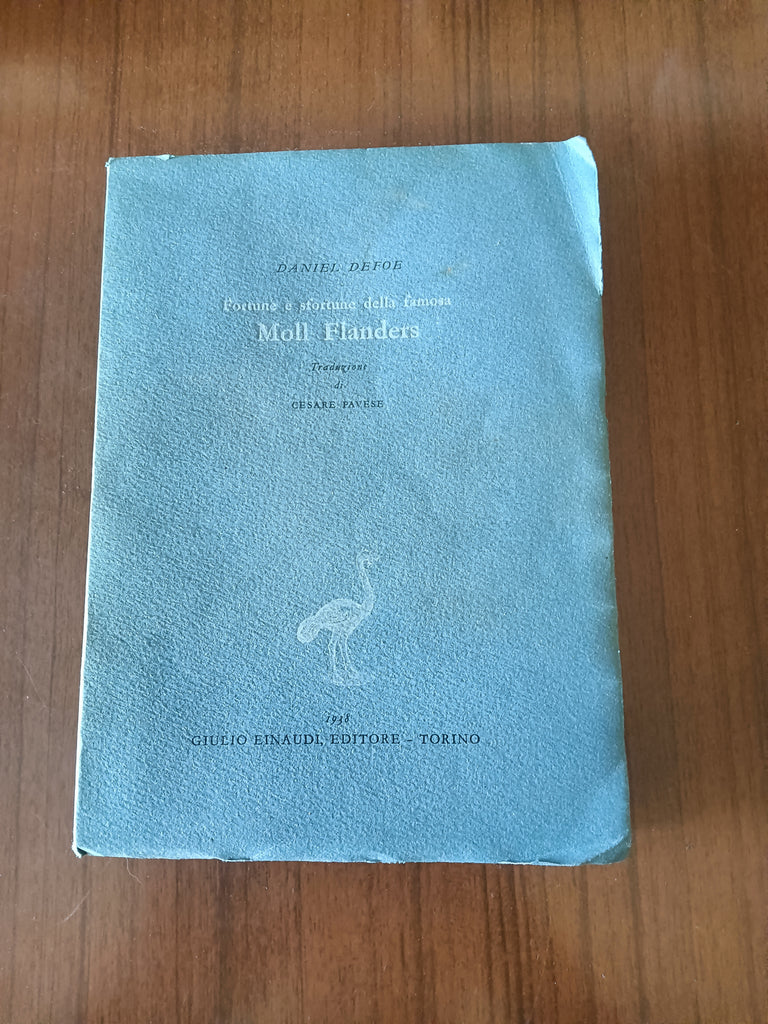 DANIEL DEFOE
Fortune e sfortune della famosa
Moll Flanders
Traduzione
di
CESARE PAVESE
1938
GIULIO EINAUDI, EDITORE – TORINO